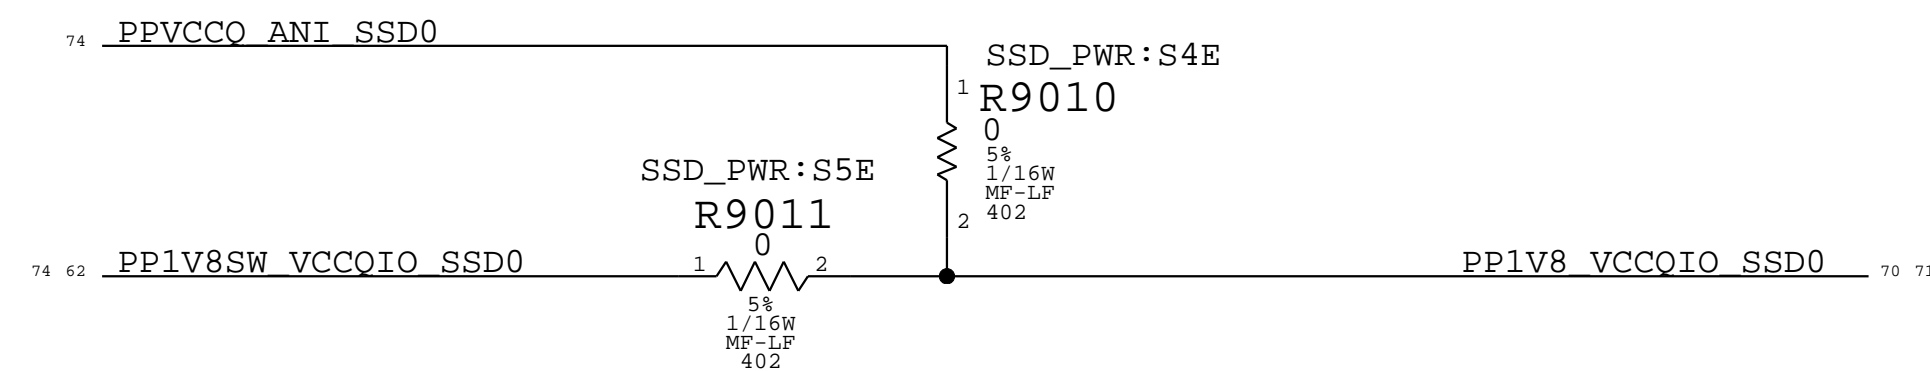 74 PPVCCQ_ANI_SSD0
SSD_PWR:S4E
1
R9010
0
5%
1/16W
MF-LF
402
2
SSD_PWR:S5E
R9011
0
74 62 PP1V8SW_VCCQIO_SSD0
1
2
PP1V8_VCCQIO_SSD0 70 71
5%
1/16W
MF-LF
402